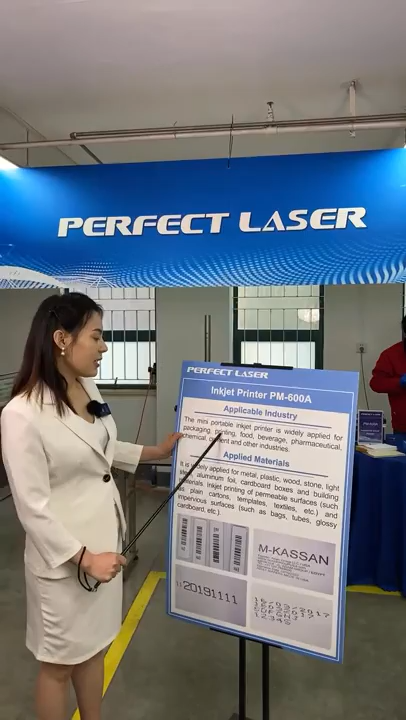 PERFECT LASER
PERFECT LASER
Inkjet Printer PM-600A
Applicable Industry
The mini portable inkjet printer is widely applied for
packaging, printing, food, beverage, pharmaceutical,
chemical, and other industries.
Applied Materials
It is widely applied for metal, plastic, wood, stone, light
aluminum foil, cardboard boxes and building
materials. Inkjet printing of permeable surfaces (such
as plain cartons, templates, textiles, etc.) and
impervious surfaces (such as bags, tubes, glossy
cardboard, etc.).
M-KASSAN
20191111